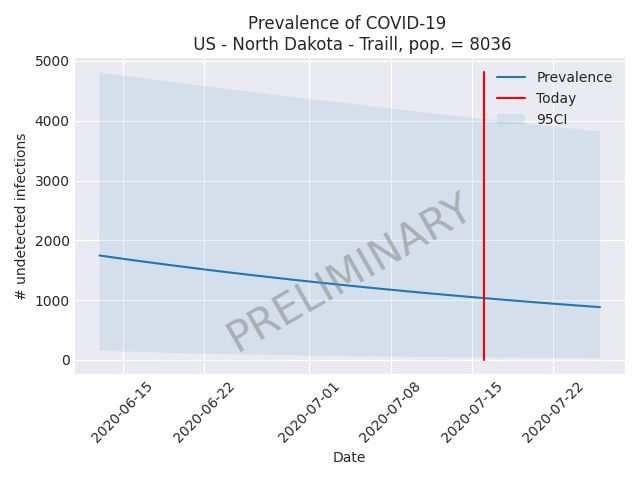 Prevalence of COVID-19
US - North Dakota - Traill, pop. = 8036
5000
4000
3000
2000
1000
0
# undetected infections
Prevalence
Today
95CI
PRELIMINARY
2020-06-15
2020-06-22
2020-07-01
2020-07-08
2020-07-15
2020-07-22
Date